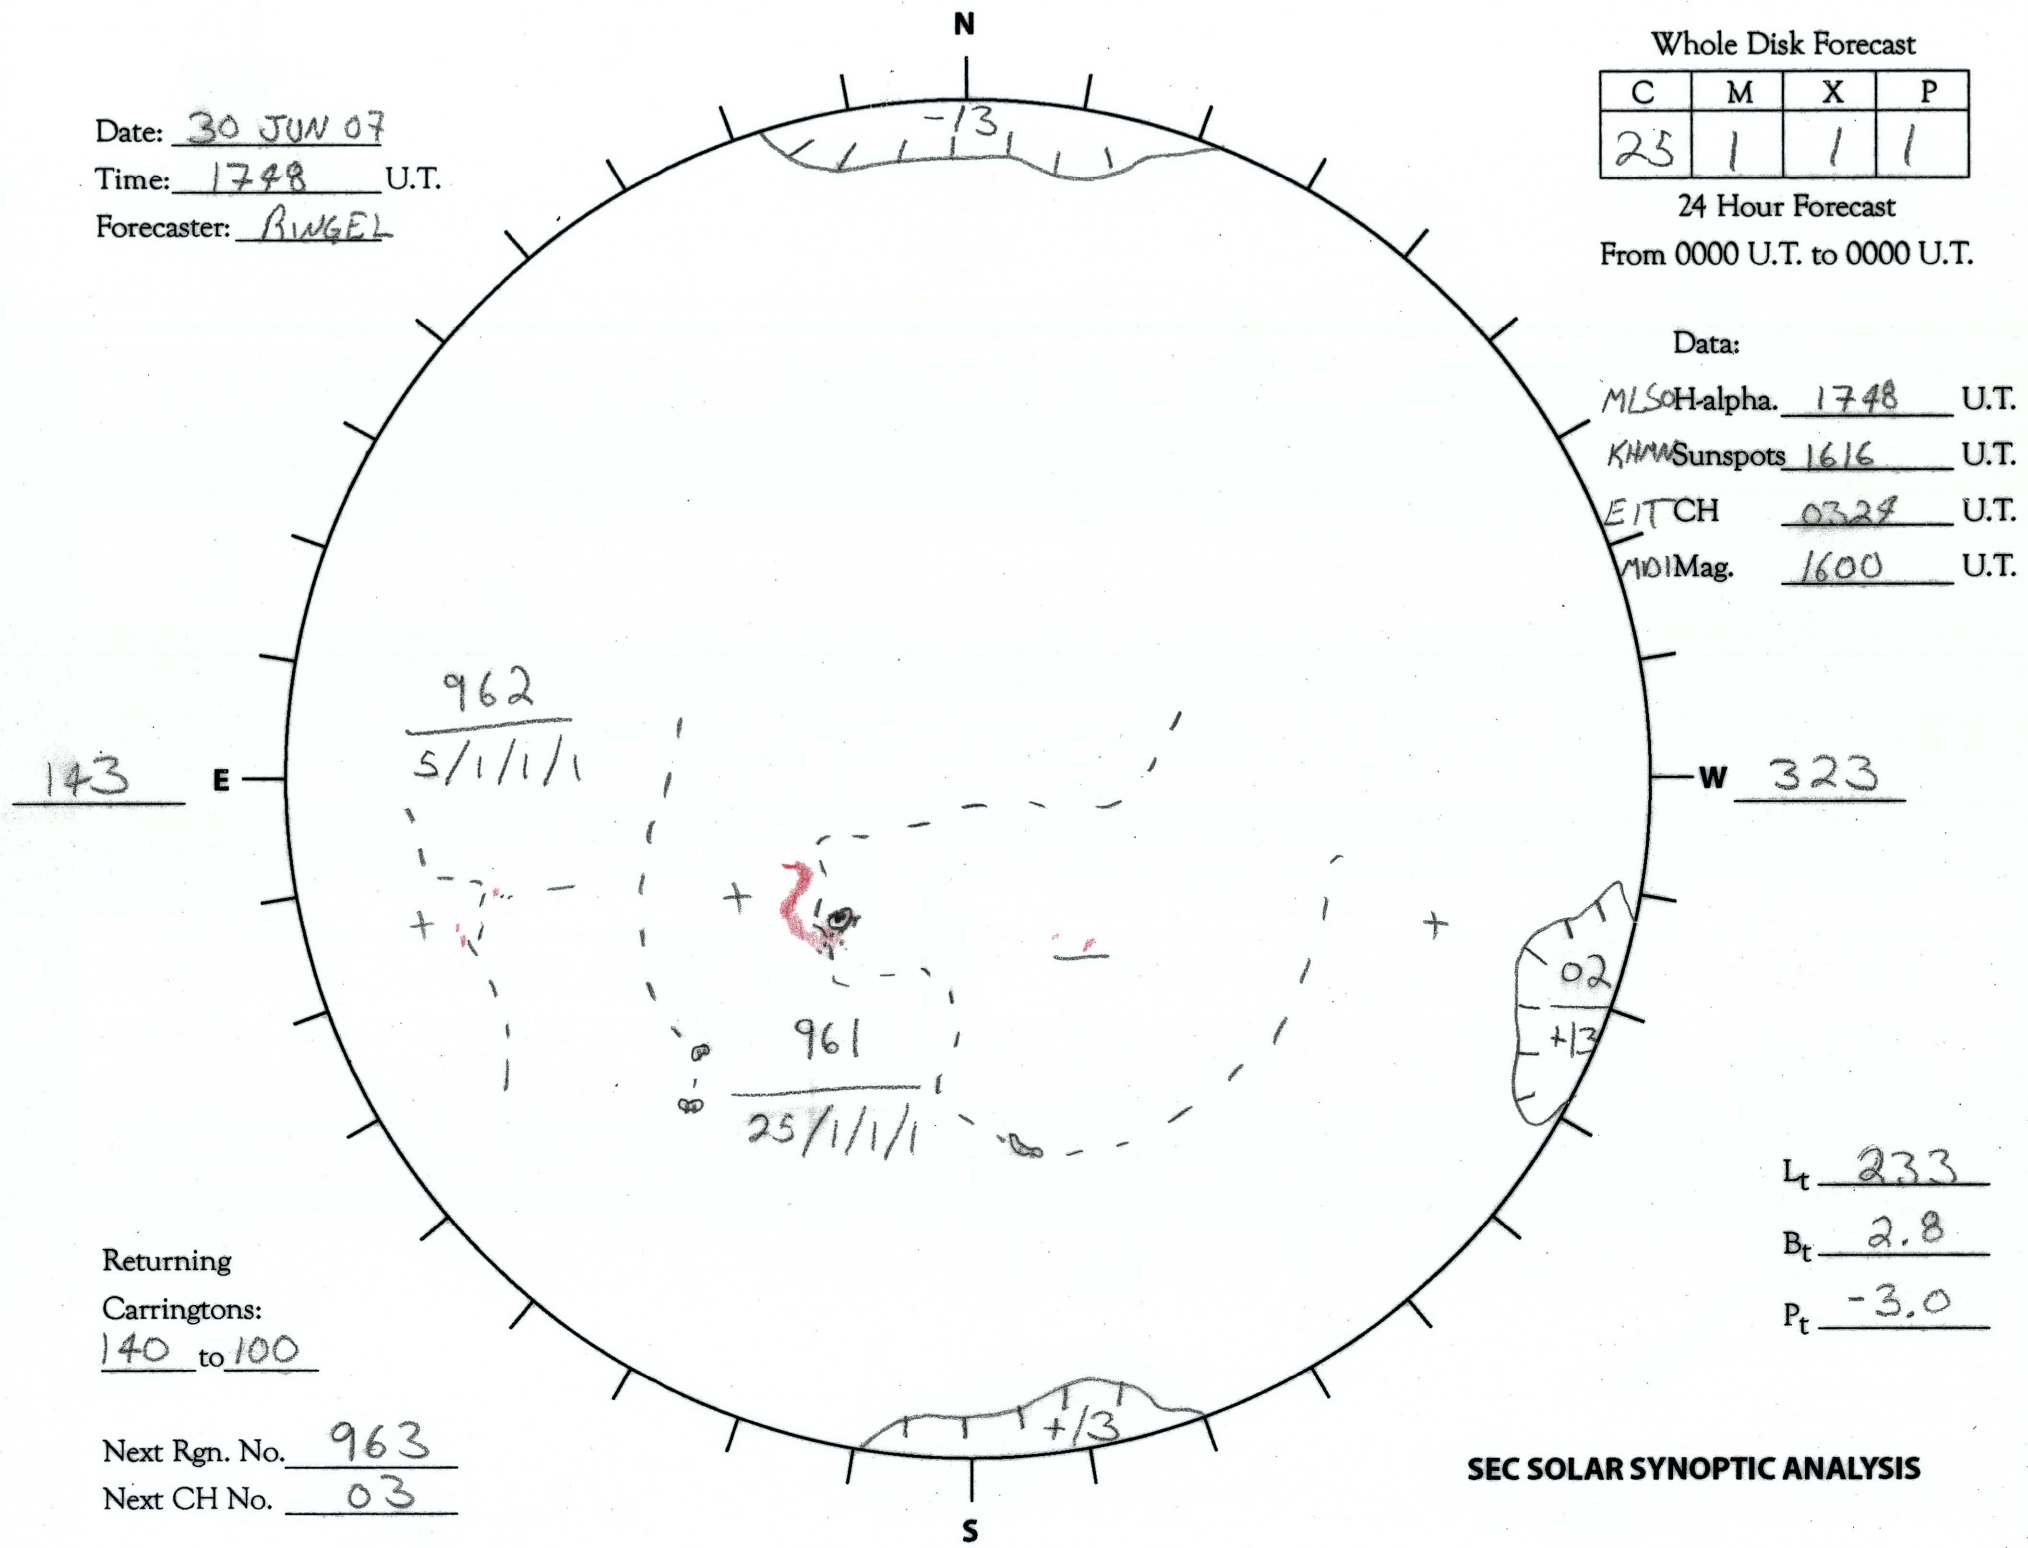 N
Date: 30 JUN 07
Time: 1748 U.T.
Forecaster: RINGEL
Whole Disk Forecast
C M X P
25 1 1 1
24 Hour Forecast
From 0000 U.T. to 0000 U.T.
-13
Data:
MLSO H-alpha. 1748 U.T.
KHMN Sunspots 1616 U.T.
EIT CH 0324 U.T.
MDI Mag. 1600 U.T.
962
5/1/1/1
143 E
W 323
+
+
+
02
+13
961
25/1/1/1
Lt 233
Bt 2.8
Pt -3.0
Returning
Carringtons:
140 to 100
+13
Next Rgn. No. 963
Next CH No. 03
SEC SOLAR SYNOPTIC ANALYSIS
S